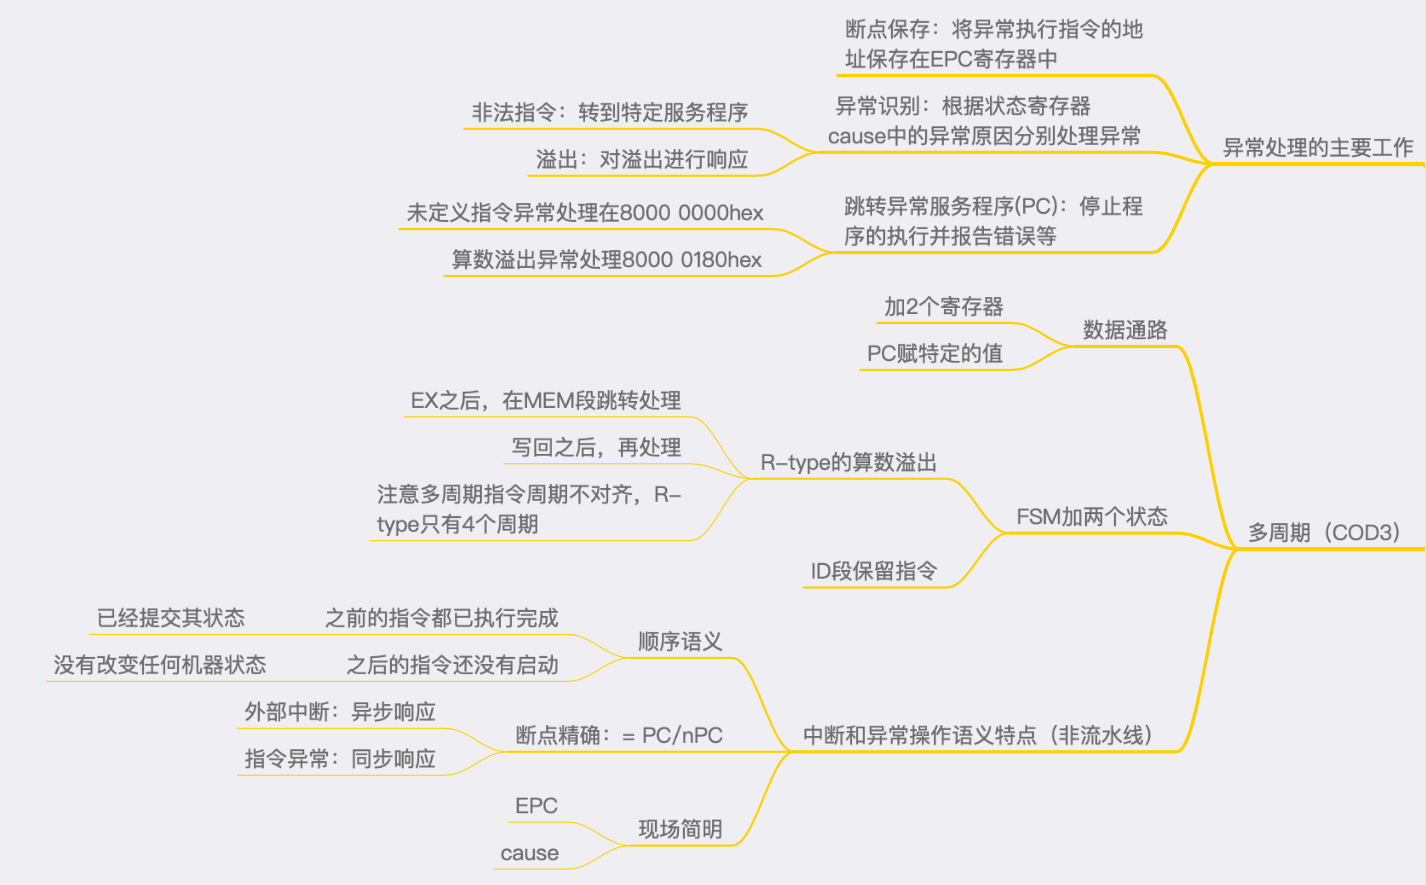 断点保存：将异常执行指令的地
址保存在EPC寄存器中
非法指令：转到特定服务程序
异常识别：根据状态寄存器
cause中的异常原因分别处理异常
异常处理的主要工作
溢出：对溢出进行响应
未定义指令异常处理在8000 0000hex
跳转异常服务程序(PC)：停止程
序的执行并报告错误等
算数溢出异常处理8000 0180hex
加2个寄存器
数据通路
PC赋特定的值
EX之后，在MEM段跳转处理
写回之后，再处理
R-type的算数溢出
注意多周期指令周期不对齐，R-
type只有4个周期
FSM加两个状态
多周期（COD3）
ID段保留指令
已经提交其状态
之前的指令都已执行完成
顺序语义
没有改变任何机器状态
之后的指令还没有启动
外部中断：异步响应
断点精确：= PC/nPC
中断和异常操作语义特点（非流水线）
指令异常：同步响应
EPC
现场简明
cause